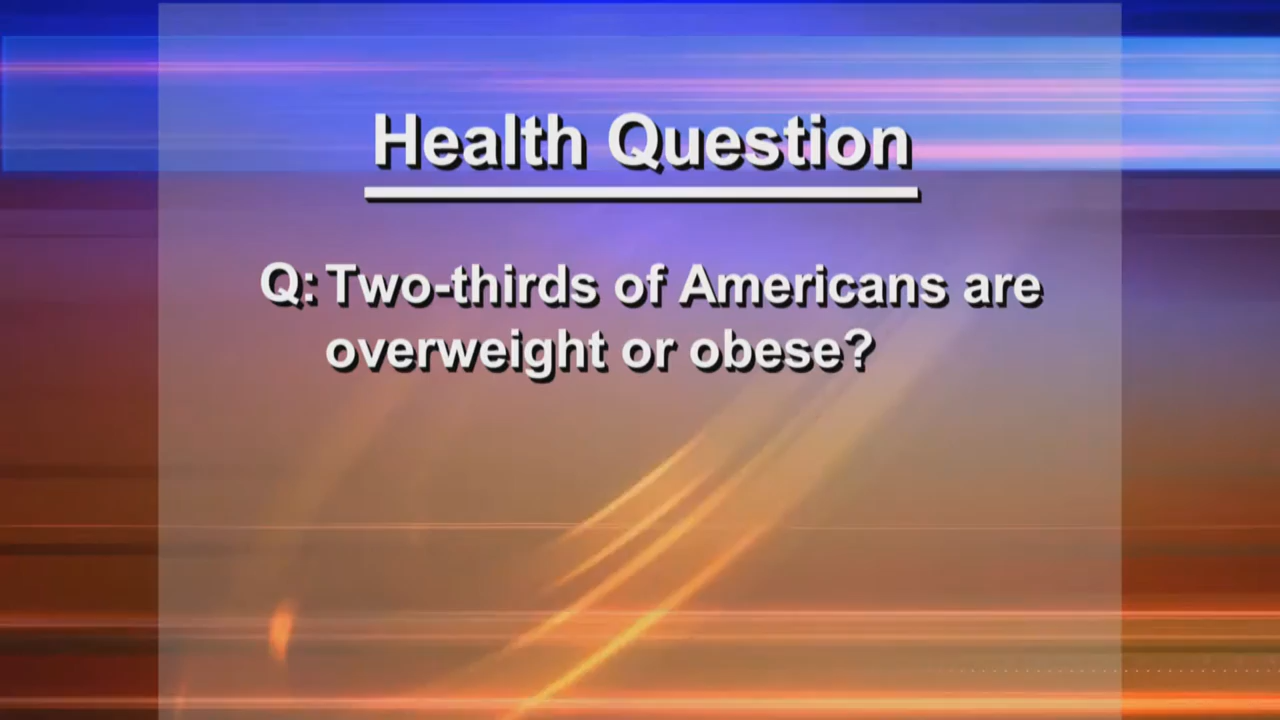 Health Question
Q: Two-thirds of Americans are
overweight or obese?